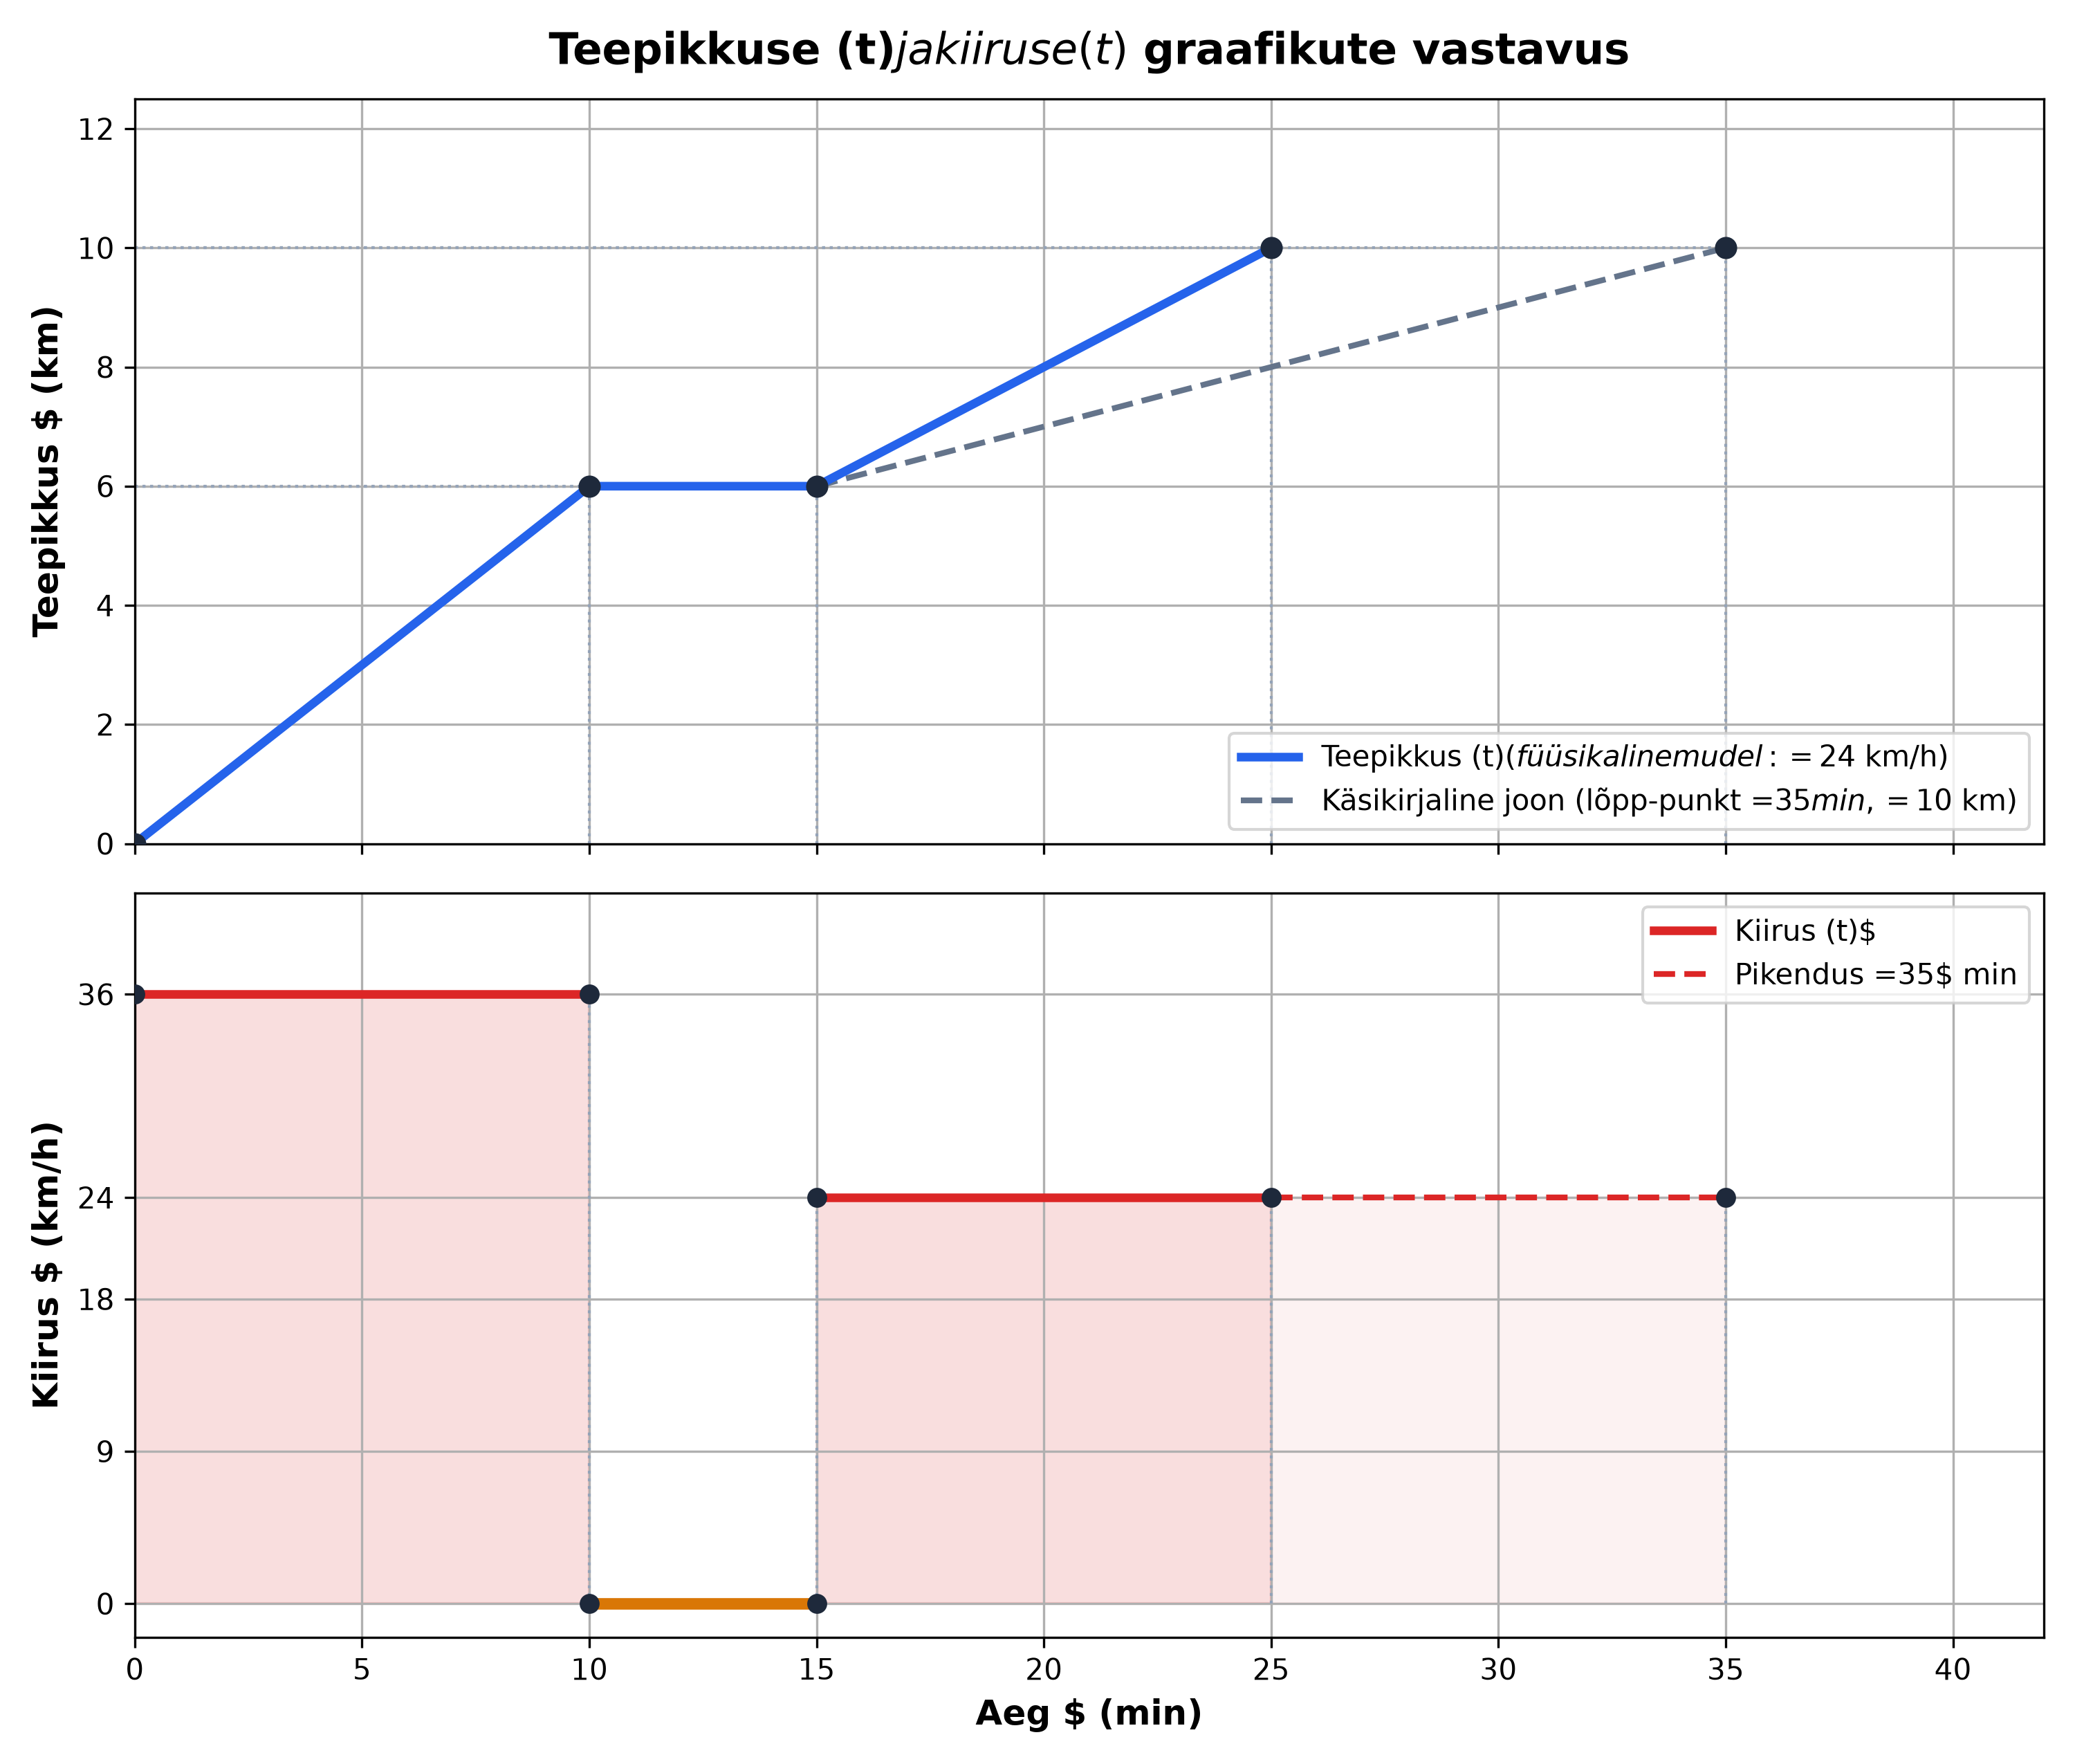 Teepikkuse (t)jakiiruse(t) graafikute vastavus
Teepikkus $ (km)
12
10
8
6
4
2
0
Teepikkus (t)(füüsikalinemudel: = 24 km/h)
Käsikirjaline joon (lõpp-punkt =35min, = 10 km)
Kiirus $ (km/h)
36
24
18
9
0
Kiirus (t)$
Pikendus =35$ min
0 5 10 15 20 25 30 35 40
Aeg $ (min)